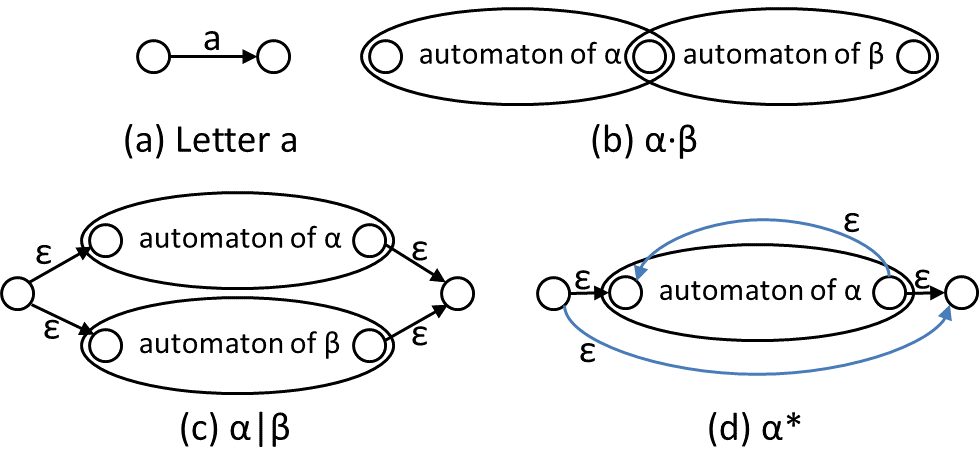 a
automaton of α automaton of β
(a) Letter a
(b) α·β
ε automaton of α ε
ε automaton of β ε
(c) α|β
ε
ε automaton of α ε
ε
(d) α*